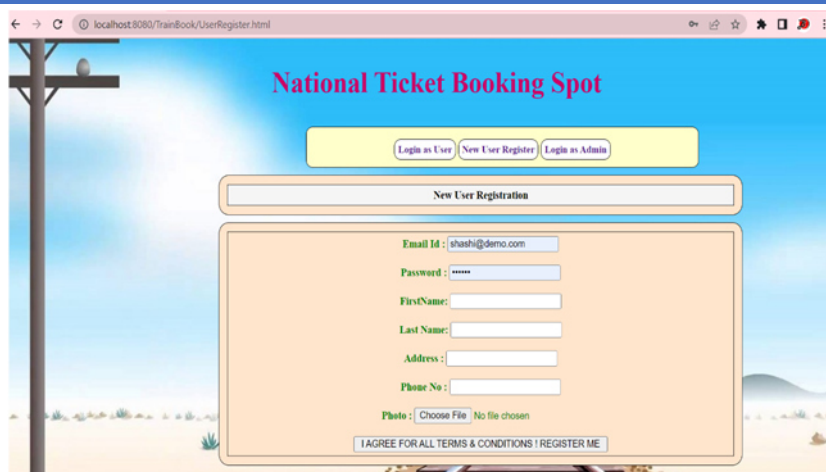 localhost:8080/TrainBook/UserRegister.html
National Ticket Booking Spot
Login as User New User Register Login as Admin
New User Registration
Email Id : shashi@demo.com
Password : ••••••
FirstName:
Last Name:
Address :
Phone No :
Photo : Choose File No file chosen
I AGREE FOR ALL TERMS & CONDITIONS ! REGISTER ME